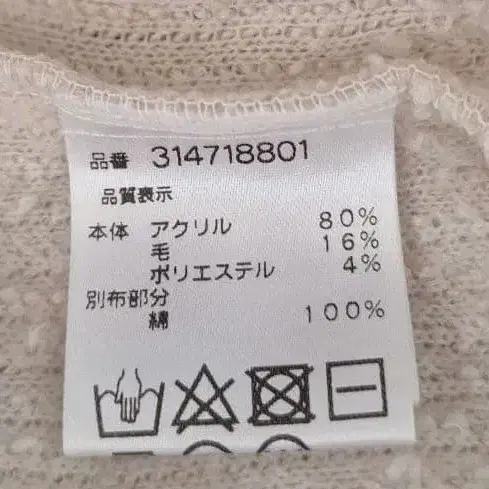 品番 314718801
品質表示
本体 アクリル 80%
毛 16%
ポリエステル 4%
別布部分
綿 100%